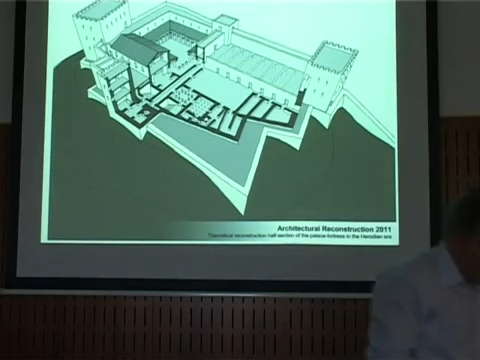 Architectural Reconstruction 2011
Theoretical reconstruction half section of the palace-fortress in the Herodian era